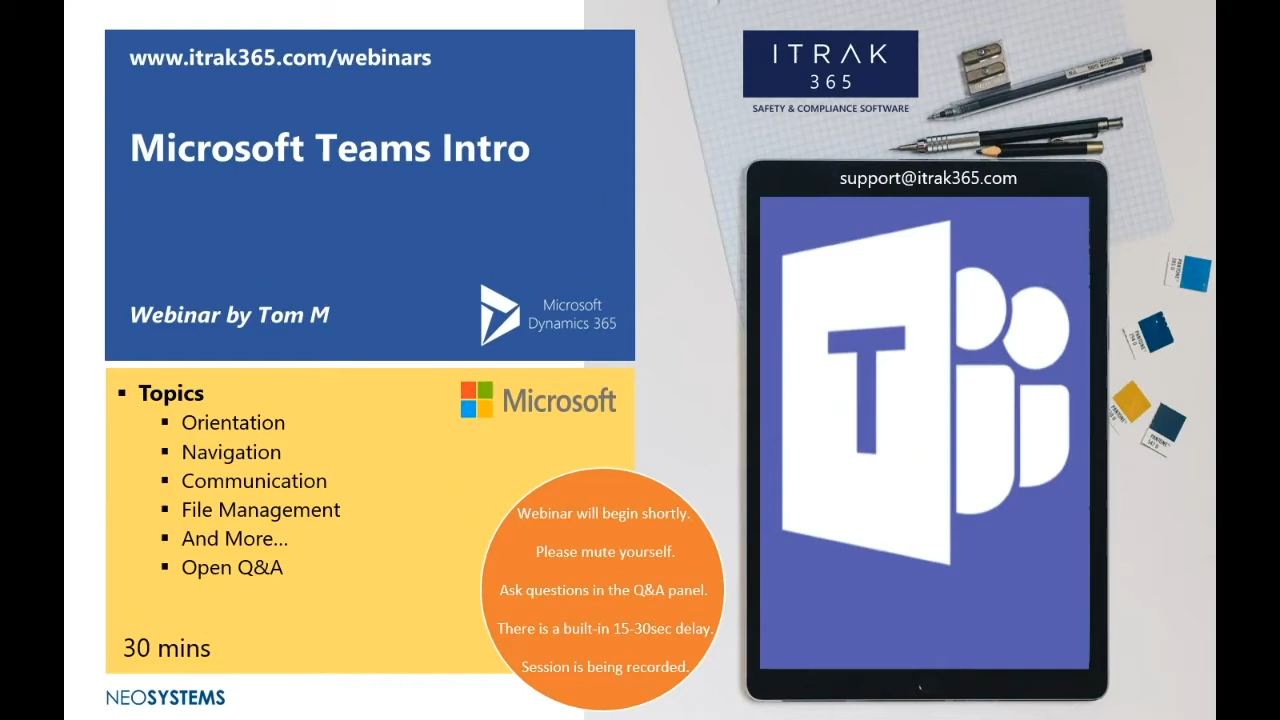 www.itrak365.com/webinars
Microsoft Teams Intro
Webinar by Tom M
Microsoft
Dynamics 365
Topics
Microsoft
Orientation
Navigation
Communication
File Management
And More...
Open Q&A
30 mins
NEOSYSTEMS
Webinar will begin shortly.
Please mute yourself.
Ask questions in the Q&A panel.
There is a built-in 15-30sec delay.
Session is being recorded.
ITRAK
365
SAFETY & COMPLIANCE SOFTWARE
support@itrak365.com
T
PANTONE
PANTONE
PANTONE